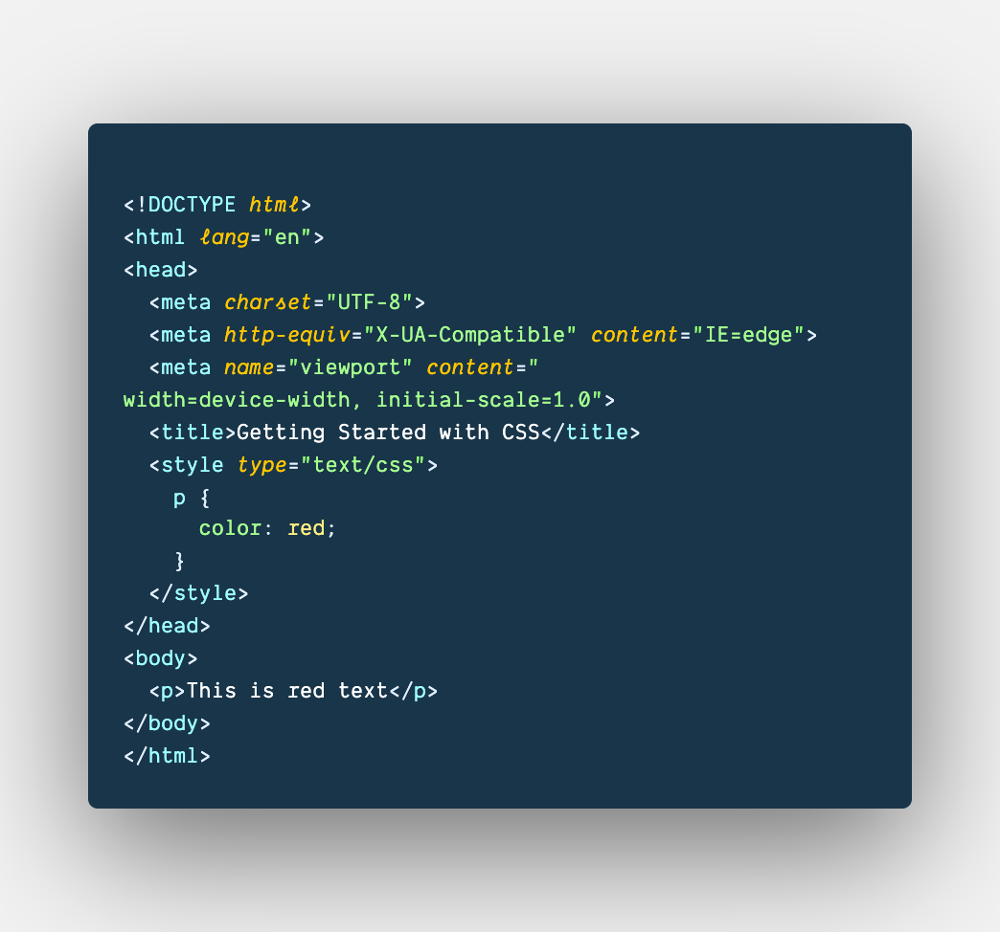 <!DOCTYPE html>
<html lang="en">
<head>
  <meta charset="UTF-8">
  <meta http-equiv="X-UA-Compatible" content="IE=edge">
  <meta name="viewport" content="
width=device-width, initial-scale=1.0">
  <title>Getting Started with CSS</title>
  <style type="text/css">
    p {
      color: red;
    }
  </style>
</head>
<body>
  <p>This is red text</p>
</body>
</html>